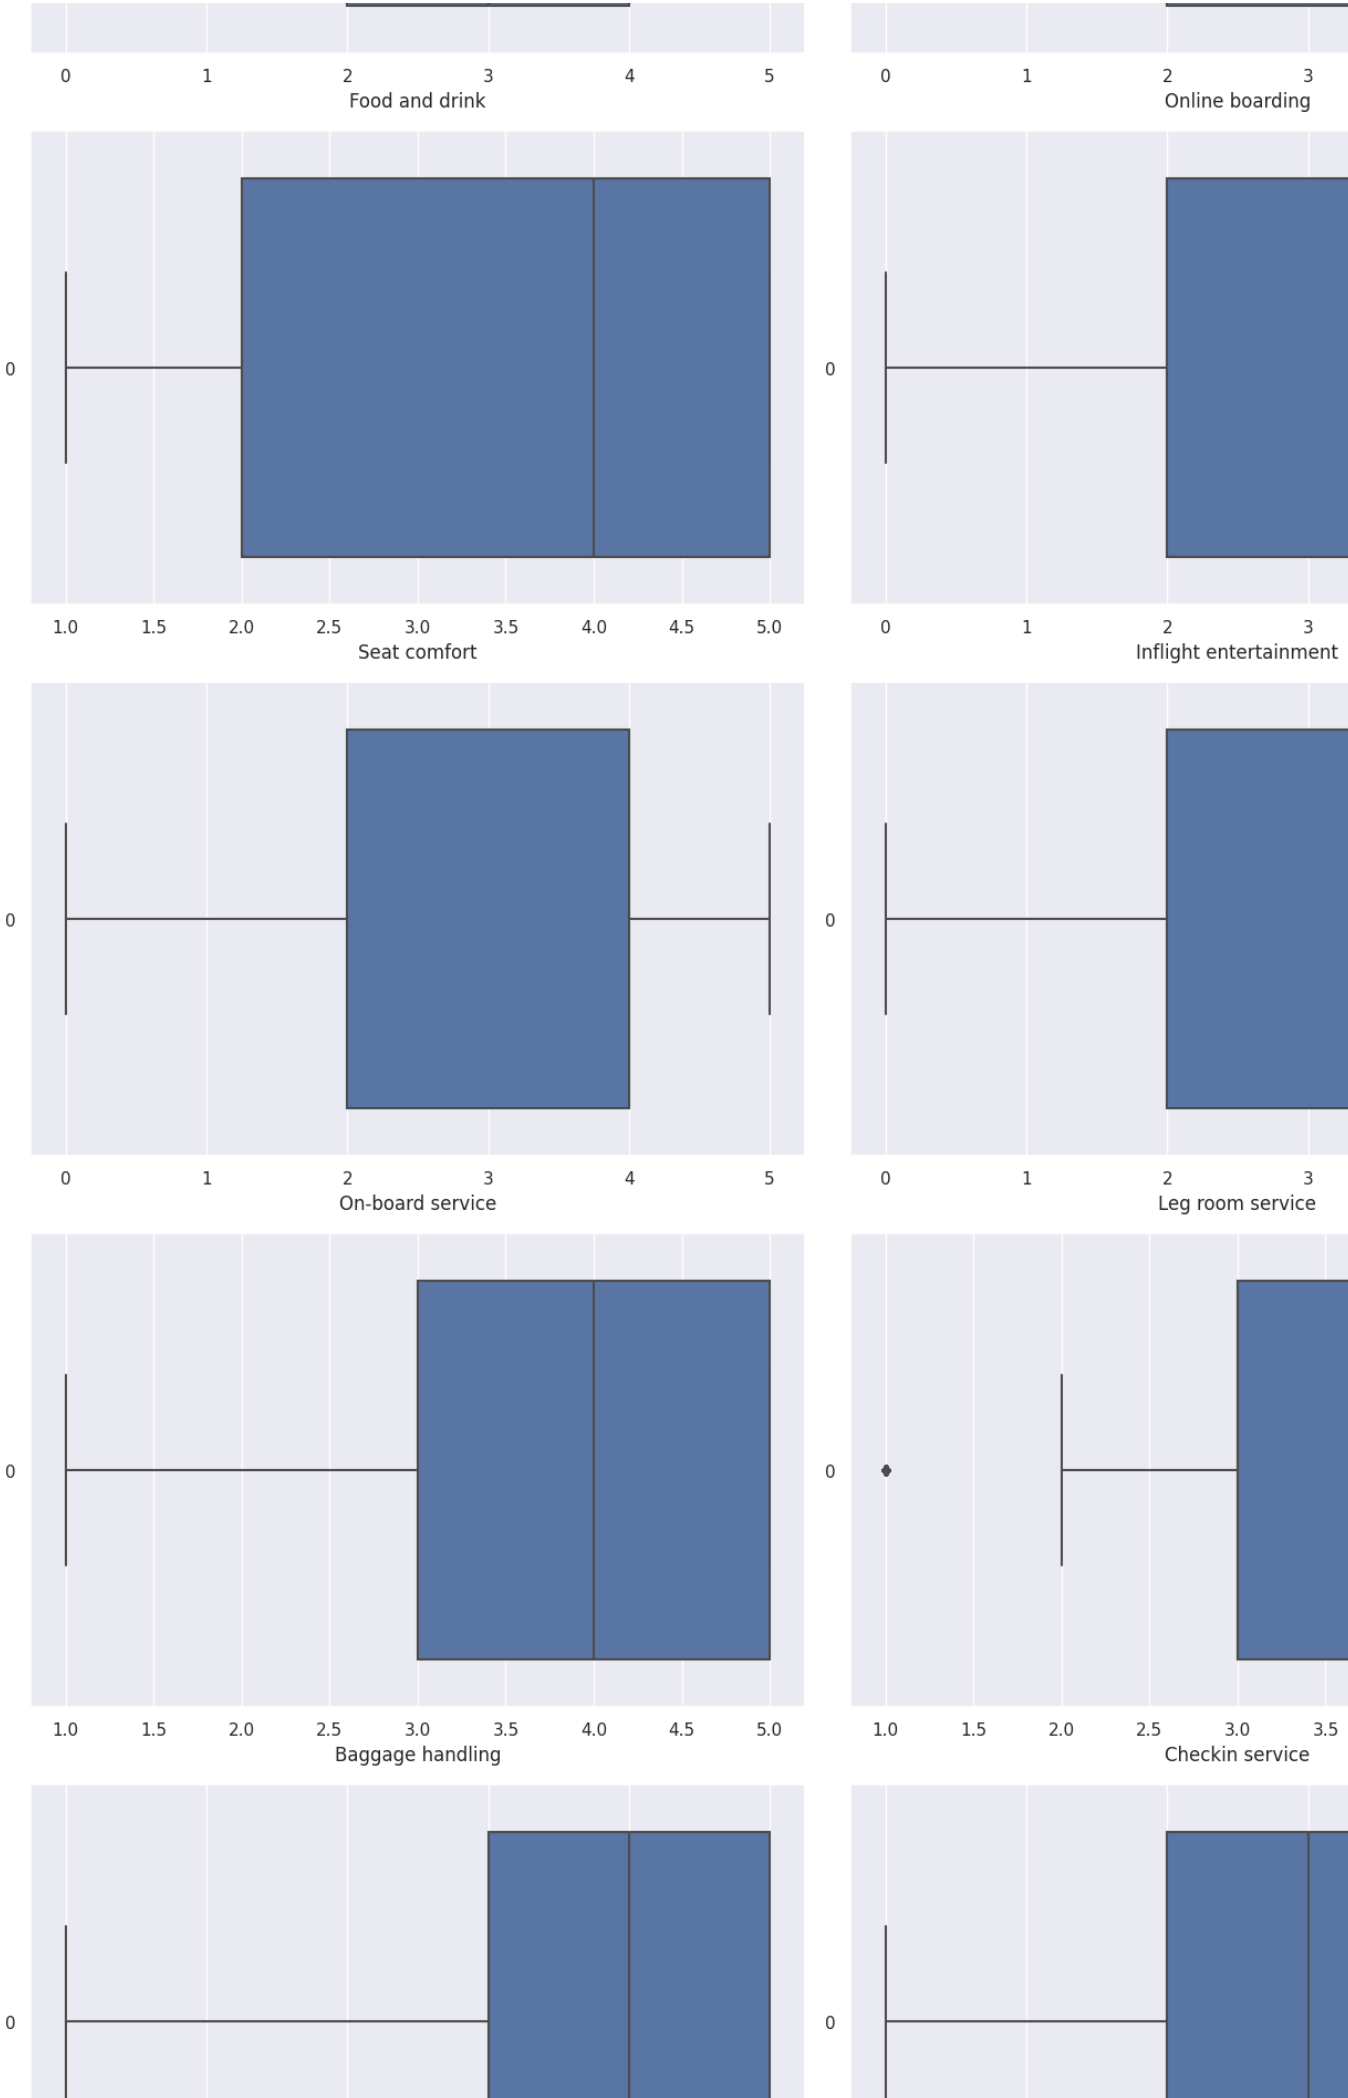 0 1 2 3 4 5
Food and drink
0 1 2 3
Online boarding
0
1.0 1.5 2.0 2.5 3.0 3.5 4.0 4.5 5.0
Seat comfort
0
0 1 2 3
Inflight entertainment
0
0 1 2 3 4 5
On-board service
0
0 1 2 3
Leg room service
0
1.0 1.5 2.0 2.5 3.0 3.5 4.0 4.5 5.0
Baggage handling
0
1.0 1.5 2.0 2.5 3.0 3.5
Checkin service
0
0